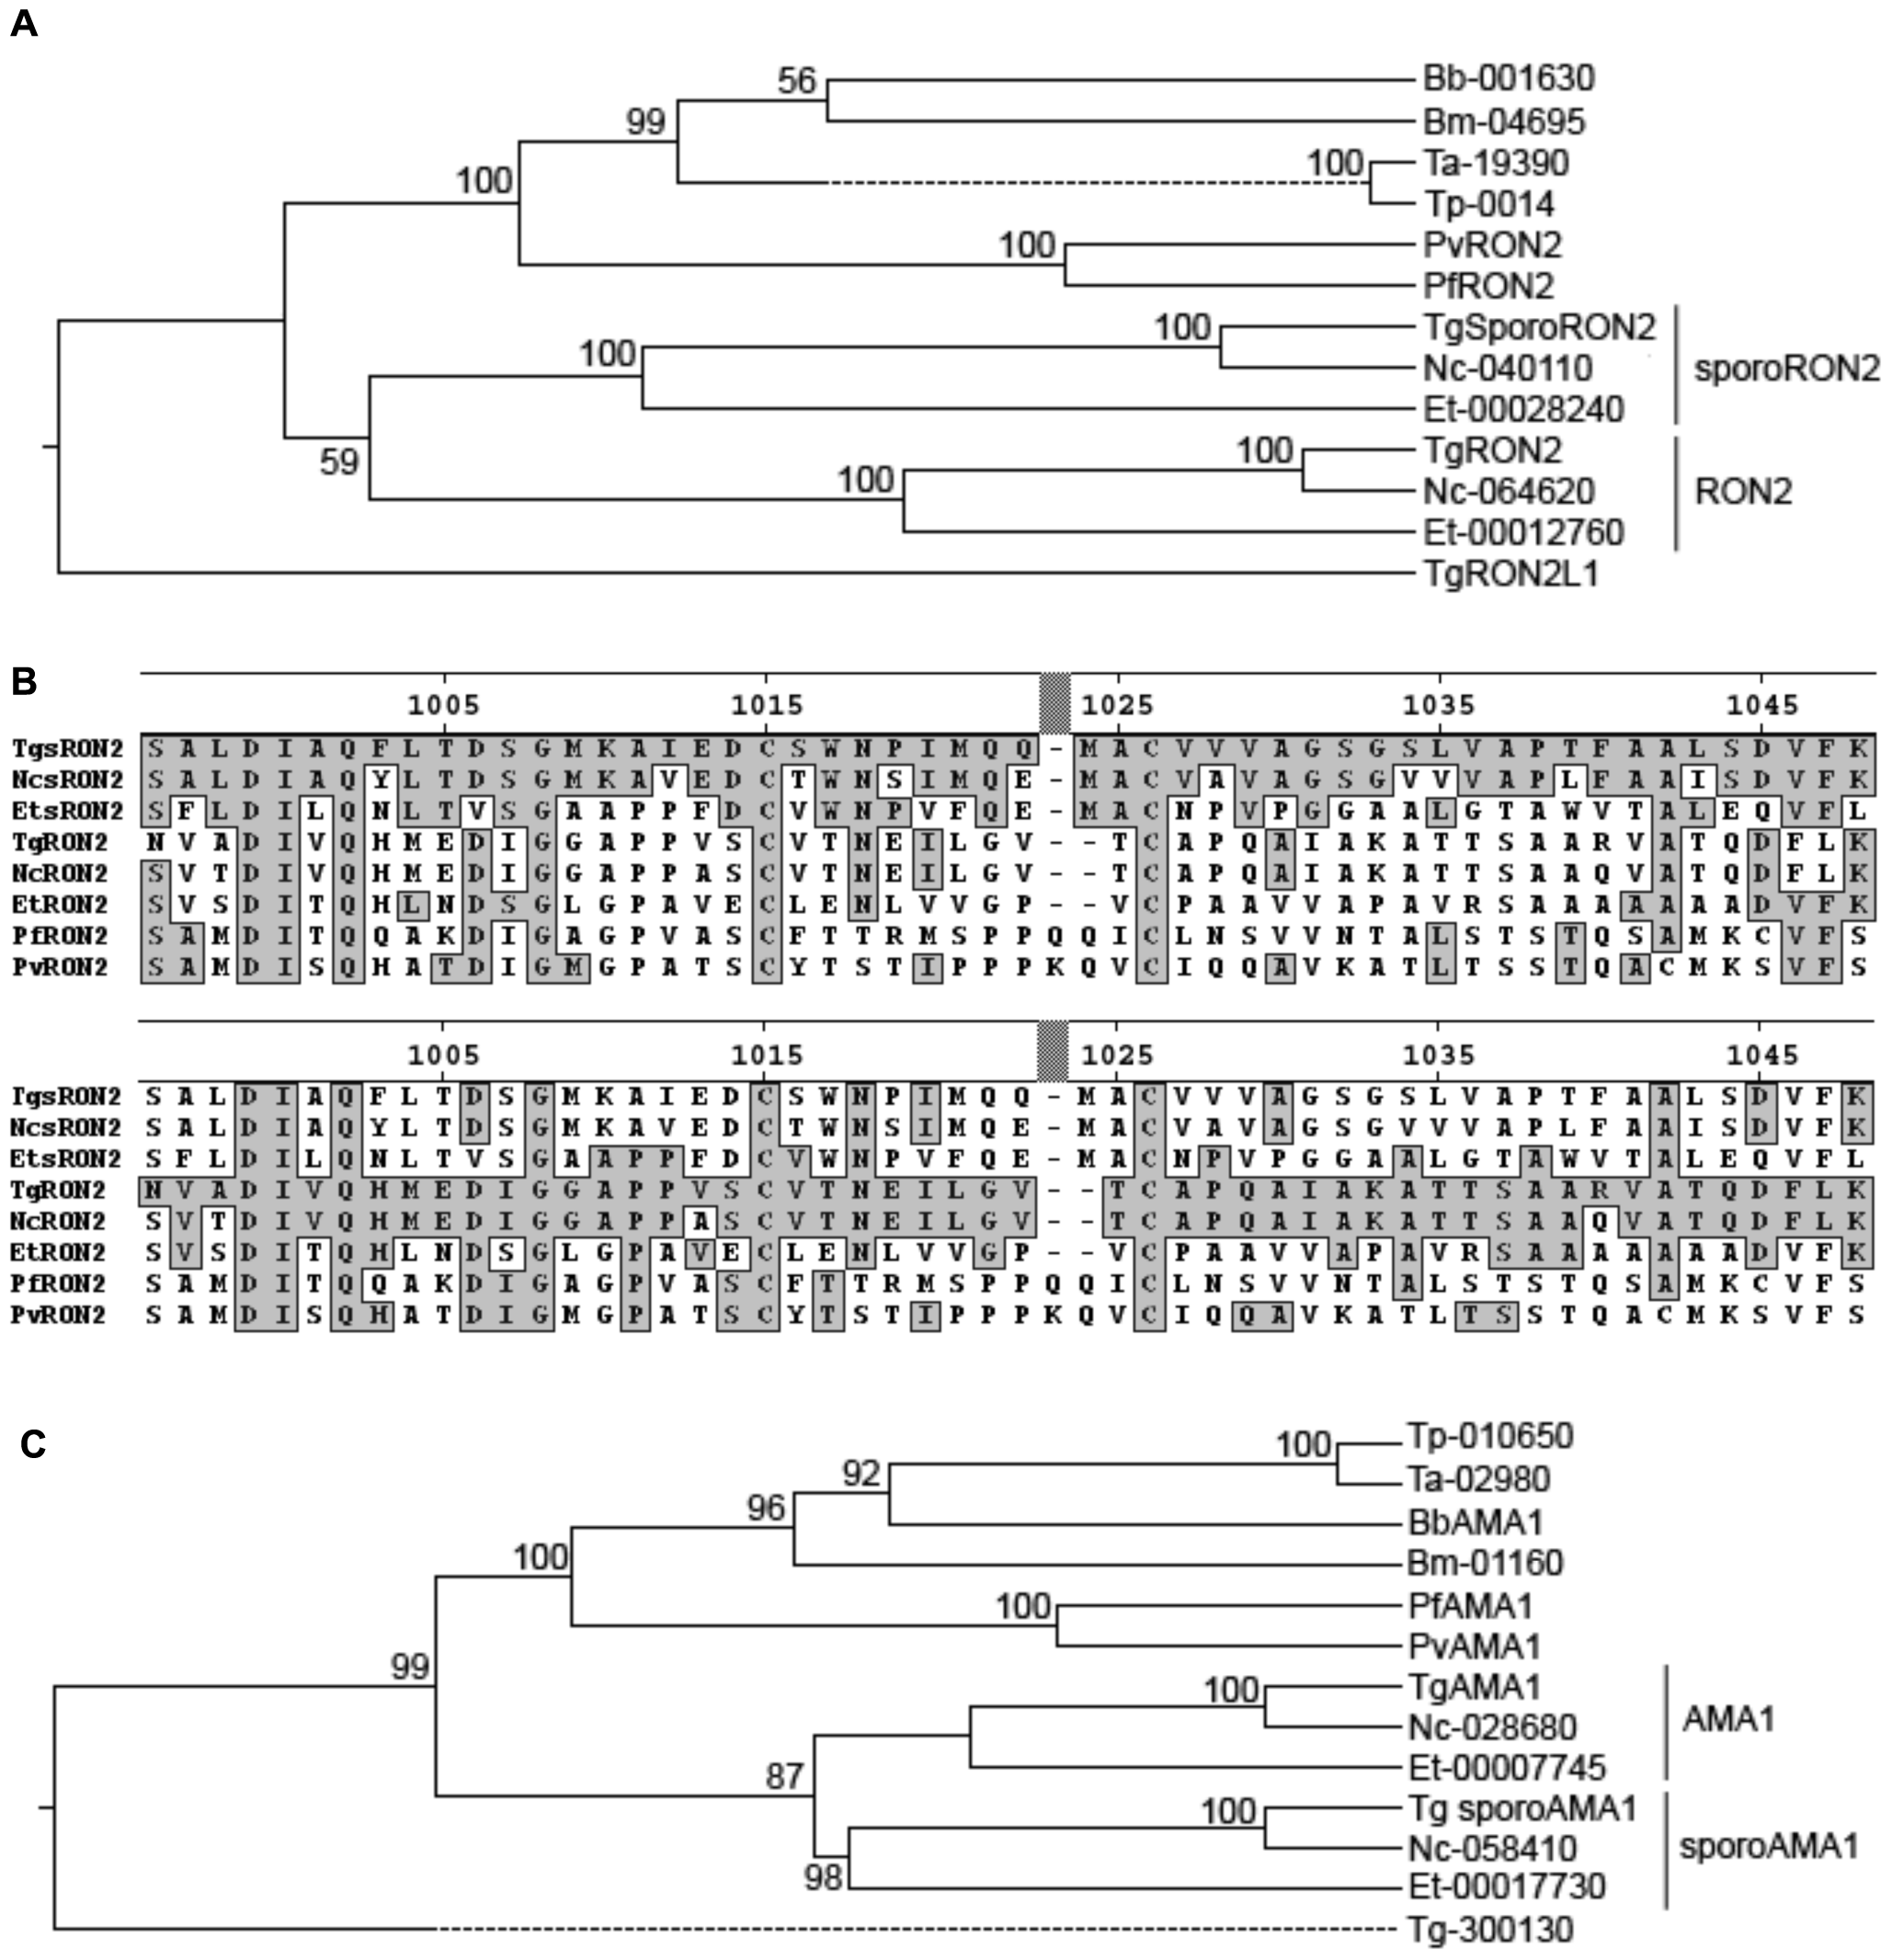 A
56
Bb-001630
99
Bm-04695
100
Ta-19390
100
Tp-0014
100
PvRON2
PfRON2
100
TgSporoRON2
100
Nc-040110
sporoRON2
Et-00028240
59
100
TgRON2
100
Nc-064620
RON2
Et-00012760
TgRON2L1
B
1005 1015 1025 1035 1045
TgsRON2 S A L D I A Q F L T D S G M K A I E D C S W N P I M Q Q - M A C V V V A G S G S L V A P T F A A L S D V F K
NcsRON2 S A L D I A Q Y L T D S G M K A V E D C T W N S I M Q E - M A C V A V A G S G V V V A P L F A A I S D V F K
EtsRON2 S F L D I L Q N L T V S G A A P P F D C V W N P V F Q E - M A C N P V P G G A A L G T A W V T A L E Q V F L
TgRON2 N V A D I V Q H M E D I G G A P P V S C V T N E I L G V - - T C A P Q A I A K A T T S A A R V A T Q D F L K
NcRON2 S V T D I V Q H M E D I G G A P P A S C V T N E I L G V - - T C A P Q A I A K A T T S A A Q V A T Q D F L K
EtRON2 S V S D I T Q H L N D S G L G P A V E C L E N L V V G P - - V C P A A V V A P A V R S A A A A A A A D V F K
PfRON2 S A M D I T Q Q A K D I G A G P V A S C F T T R M S P P Q Q I C L N S V V N T A L S T S T Q S A M K C V F S
PvRON2 S A M D I S Q H A T D I G M G P A T S C Y T S T I P P P K Q V C I Q Q A V K A T L T S S T Q A C M K S V F S
1005 1015 1025 1035 1045
TgsRON2 S A L D I A Q F L T D S G M K A I E D C S W N P I M Q Q - M A C V V V A G S G S L V A P T F A A L S D V F K
NcsRON2 S A L D I A Q Y L T D S G M K A V E D C T W N S I M Q E - M A C V A V A G S G V V V A P L F A A I S D V F K
EtsRON2 S F L D I L Q N L T V S G A A P P F D C V W N P V F Q E - M A C N P V P G G A A L G T A W V T A L E Q V F L
TgRON2 N V A D I V Q H M E D I G G A P P V S C V T N E I L G V - - T C A P Q A I A K A T T S A A R V A T Q D F L K
NcRON2 S V T D I V Q H M E D I G G A P P A S C V T N E I L G V - - T C A P Q A I A K A T T S A A Q V A T Q D F L K
EtRON2 S V S D I T Q H L N D S G L G P A V E C L E N L V V G P - - V C P A A V V A P A V R S A A A A A A A D V F K
PfRON2 S A M D I T Q Q A K D I G A G P V A S C F T T R M S P P Q Q I C L N S V V N T A L S T S T Q S A M K C V F S
PvRON2 S A M D I S Q H A T D I G M G P A T S C Y T S T I P P P K Q V C I Q Q A V K A T L T S S T Q A C M K S V F S
C
100
Tp-010650
92
Ta-02980
96
BbAMA1
100
Bm-01160
100
PfAMA1
PvAMA1
99
100
TgAMA1
Nc-028680
AMA1
87
Et-00007745
100
Tg sporoAMA1
Nc-058410
sporoAMA1
98
Et-00017730
Tg-300130